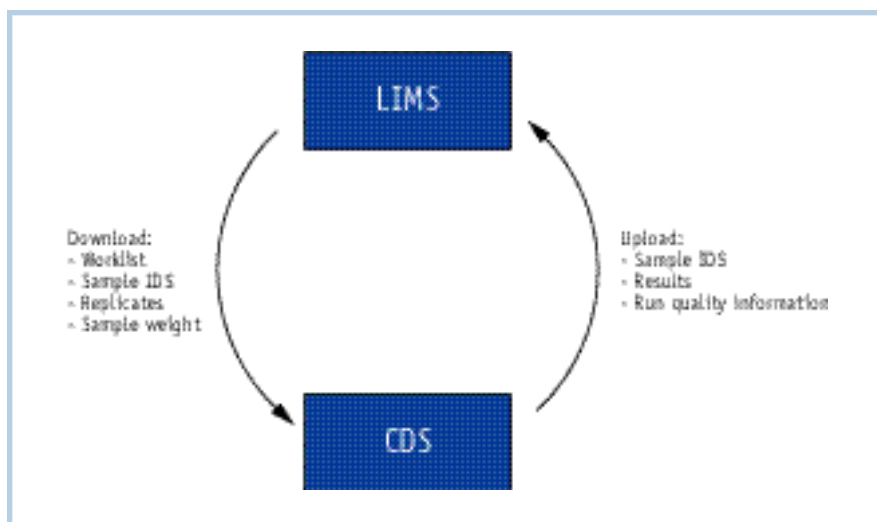 LIMS
Download:
- Worklist
- Sample IDS
- Replicates
- Sample weight
Upload:
- Sample IDS
- Results
- Run quality information
CDS